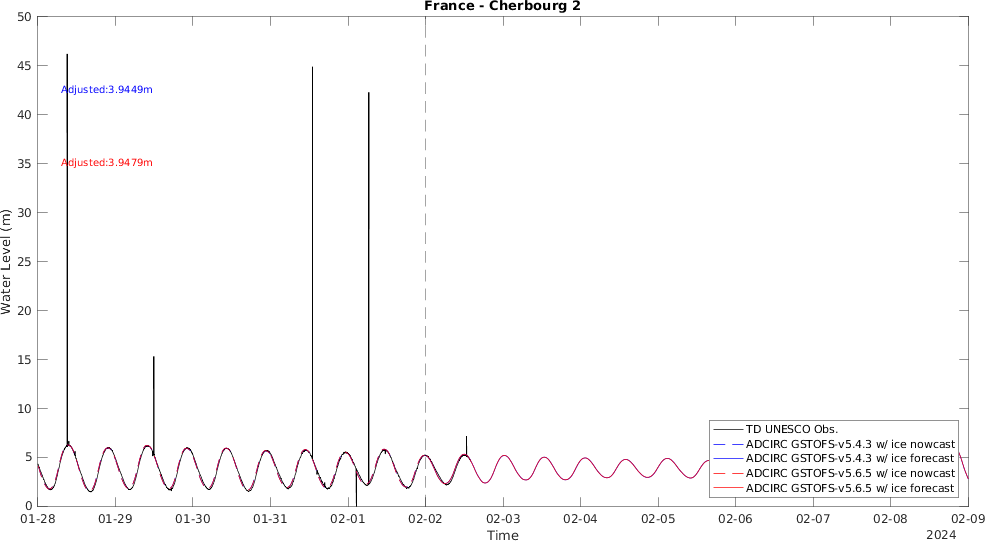 France - Cherbourg 2
50
45
40
35
30
25
20
15
10
5
0
Water Level (m)
Adjusted:3.9449m
Adjusted:3.9479m
TD UNESCO Obs.
ADCIRC GSTOFS-v5.4.3 w/ ice nowcast
ADCIRC GSTOFS-v5.4.3 w/ ice forecast
ADCIRC GSTOFS-v5.6.5 w/ ice nowcast
ADCIRC GSTOFS-v5.6.5 w/ ice forecast
01-28 01-29 01-30 01-31 02-01 02-02 02-03 02-04 02-05 02-06 02-07 02-08 02-09
Time
2024